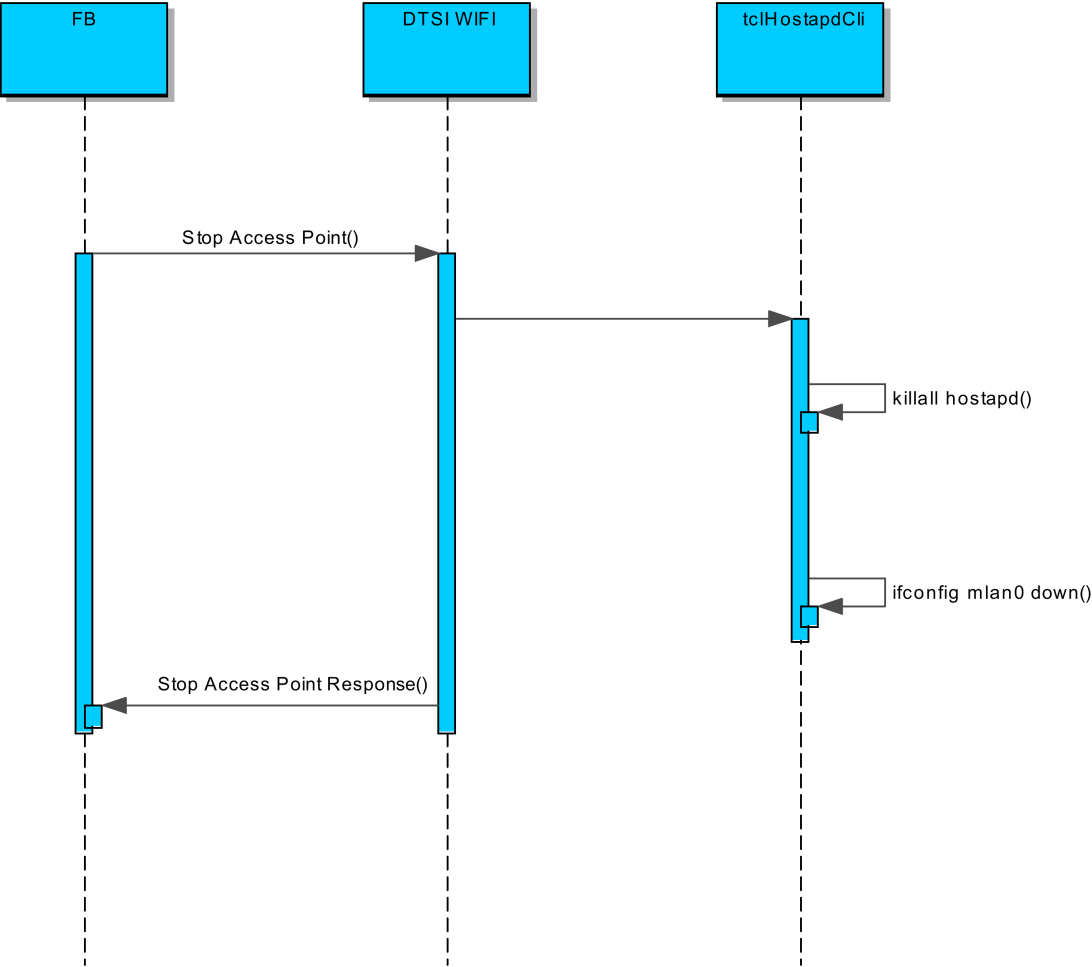 FB
DTSI WIFI
tclHostapdCli
Stop Access Point()
killall hostapd()
ifconfig mlan0 down()
Stop Access Point Response()